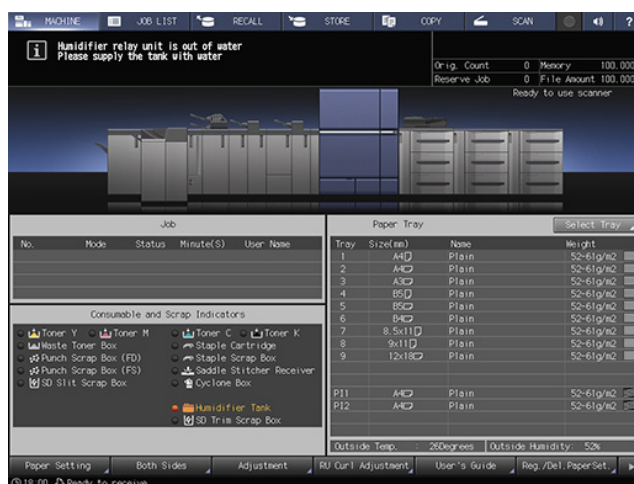 MACHINE JOB LIST RECALL STORE COPY SCAN ?
Humidifier relay unit is out of water
Please supply the tank with water
Orig. Count 0 Memory 100.000
Reserve Job 0 File Amount 100.000
Ready to use scanner
Job
No. Mode Status Minute(S) User Name
Paper Tray Select Tray
Tray Size(mm) Name Weight
1 A4 Plain 52-61g/m2
2 A4 Plain 52-61g/m2
3 A3 Plain 52-61g/m2
4 B5 Plain 52-61g/m2
5 B5 Plain 52-61g/m2
6 B4 Plain 52-61g/m2
7 8.5x11 Plain 52-61g/m2
8 9x11 Plain 52-61g/m2
9 12x18 Plain 52-61g/m2
PI1 A4 Plain 52-61g/m2
PI2 A4 Plain 52-61g/m2
Consumable and Scrap Indicators
Toner Y Toner M Toner C Toner K
Waste Toner Box Staple Cartridge
Punch Scrap Box (FD) Staple Scrap Box
Punch Scrap Box (FS) Saddle Stitcher Receiver
SD Slit Scrap Box Cyclone Box
Humidifier Tank
SD Trim Scrap Box
Outside Temp. : 26Degrees Outside Humidity: 52%
Paper Setting Both Sides Adjustment RU Curl Adjustment User's Guide Reg./Del.PaperSet.
18:00 Ready to receive